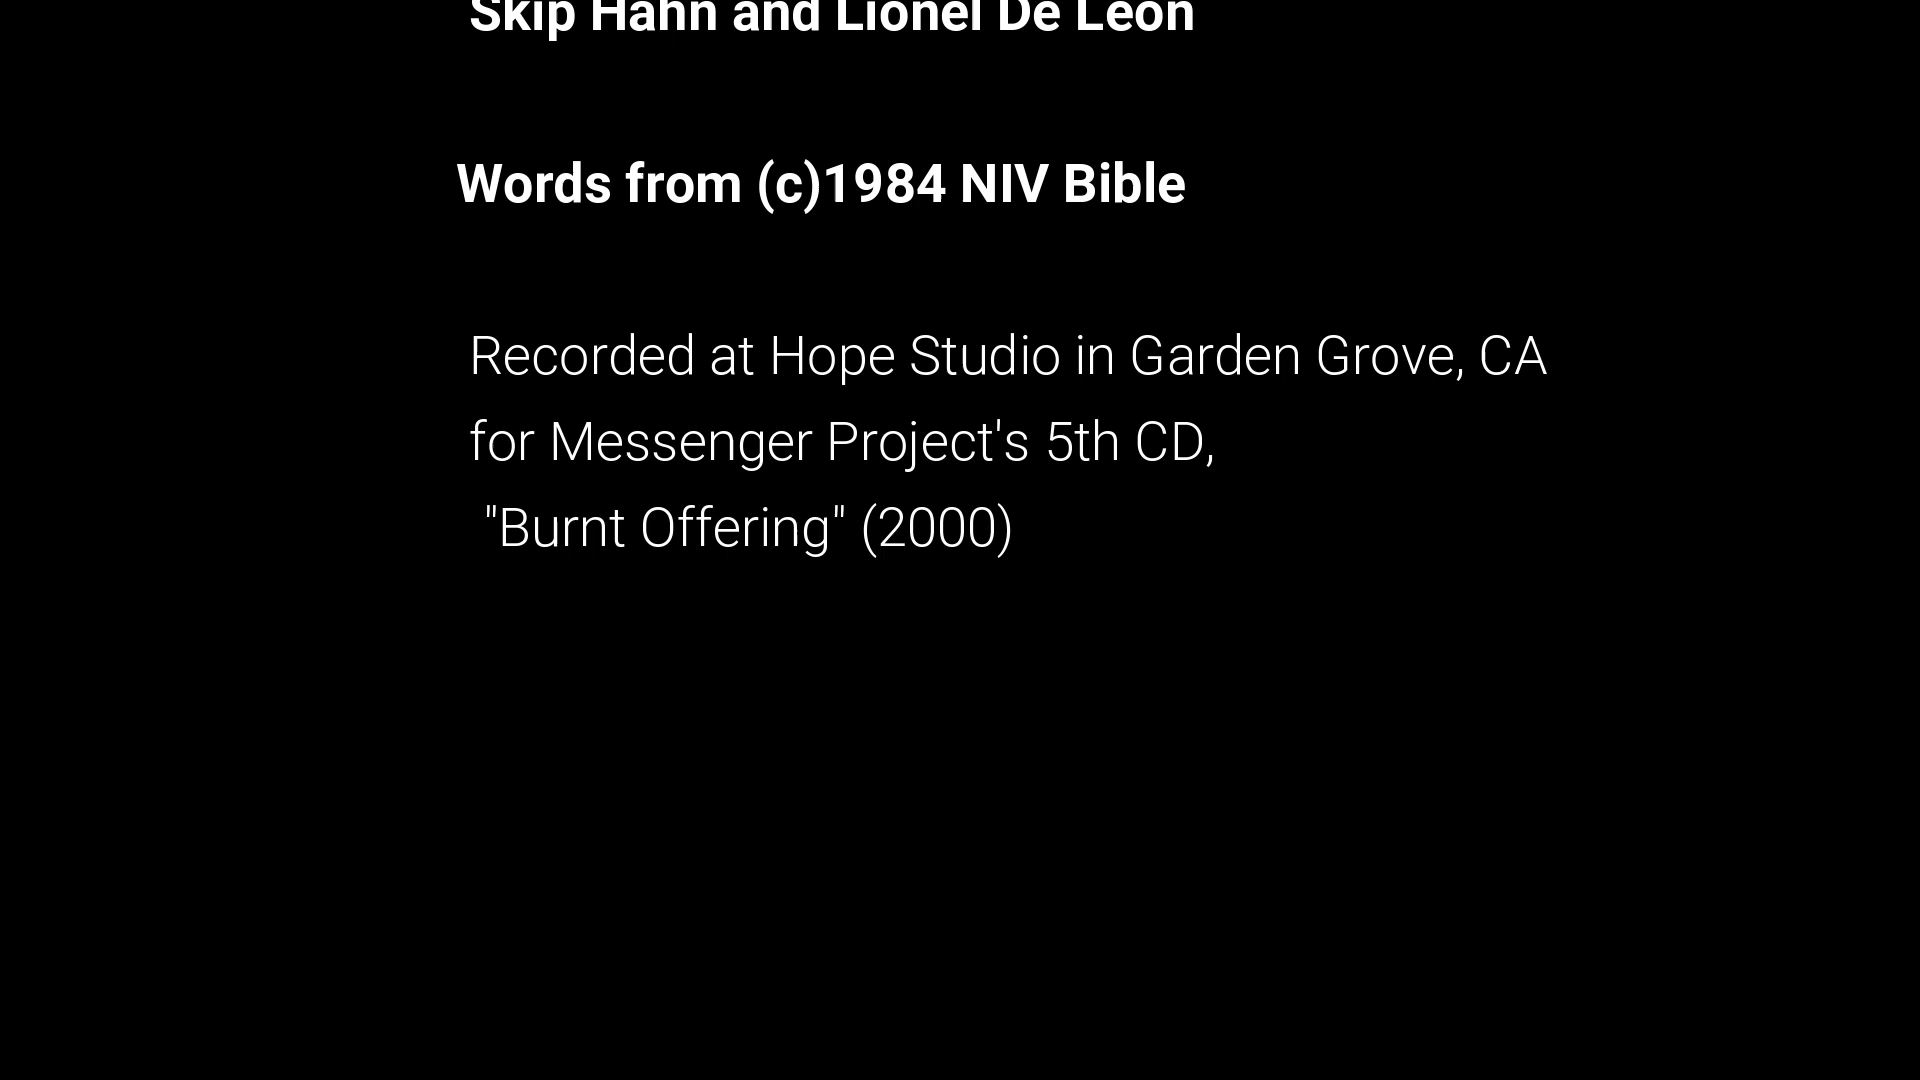 Skip Hahn and Lionel De Leon
Words from (c)1984 NIV Bible
Recorded at Hope Studio in Garden Grove, CA
for Messenger Project's 5th CD,
"Burnt Offering" (2000)